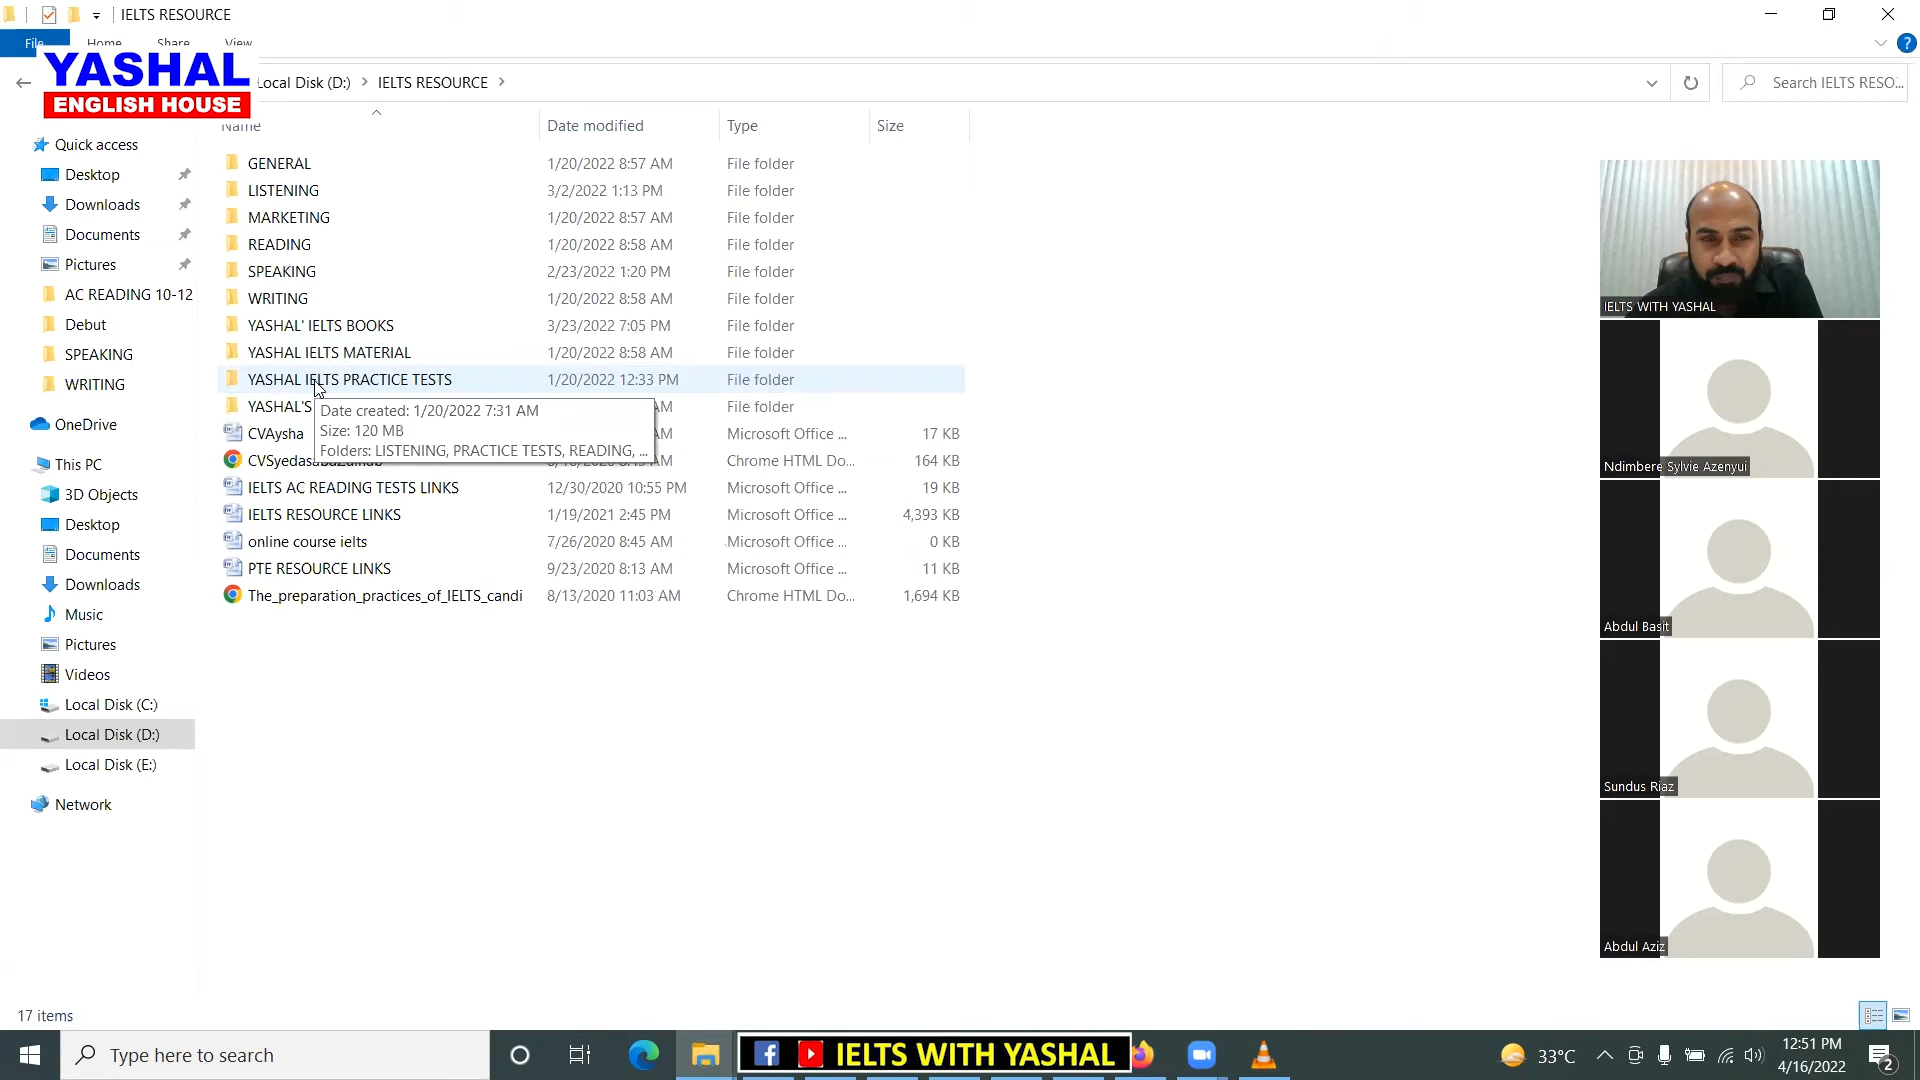 IELTS RESOURCE
File Home Share View
YASHAL
ENGLISH HOUSE
Local Disk (D:) IELTS RESOURCE
Search IELTS RESO...
Name Date modified Type Size
Quick access
Desktop
Downloads
Documents
Pictures
AC READING 10-12
Debut
SPEAKING
WRITING
OneDrive
This PC
3D Objects
Desktop
Documents
Downloads
Music
Pictures
Videos
Local Disk (C:)
Local Disk (D:)
Local Disk (E:)
Network
GENERAL 1/20/2022 8:57 AM File folder
LISTENING 3/2/2022 1:13 PM File folder
MARKETING 1/20/2022 8:57 AM File folder
READING 1/20/2022 8:58 AM File folder
SPEAKING 2/23/2022 1:20 PM File folder
WRITING 1/20/2022 8:58 AM File folder
YASHAL' IELTS BOOKS 3/23/2022 7:05 PM File folder
YASHAL IELTS MATERIAL 1/20/2022 8:58 AM File folder
YASHAL IELTS PRACTICE TESTS 1/20/2022 12:33 PM File folder
YASHAL'S AM File folder
Date created: 1/20/2022 7:31 AM
Size: 120 MB
Folders: LISTENING, PRACTICE TESTS, READING, ...
CVAysha AM Microsoft Office ... 17 KB
Chrome HTML Do... 164 KB
IELTS AC READING TESTS LINKS 12/30/2020 10:55 PM Microsoft Office ... 19 KB
IELTS RESOURCE LINKS 1/19/2021 2:45 PM Microsoft Office ... 4,393 KB
online course ielts 7/26/2020 8:45 AM Microsoft Office ... 0 KB
PTE RESOURCE LINKS 9/23/2020 8:13 AM Microsoft Office ... 11 KB
The_preparation_practices_of_IELTS_candi 8/13/2020 11:03 AM Chrome HTML Do... 1,694 KB
IELTS WITH YASHAL
Ndimbere Sylvie Azenyui
Abdul Basit
Sundus Riaz
Abdul Aziz
17 items
Type here to search
IELTS WITH YASHAL
33°C
12:51 PM
4/16/2022
2